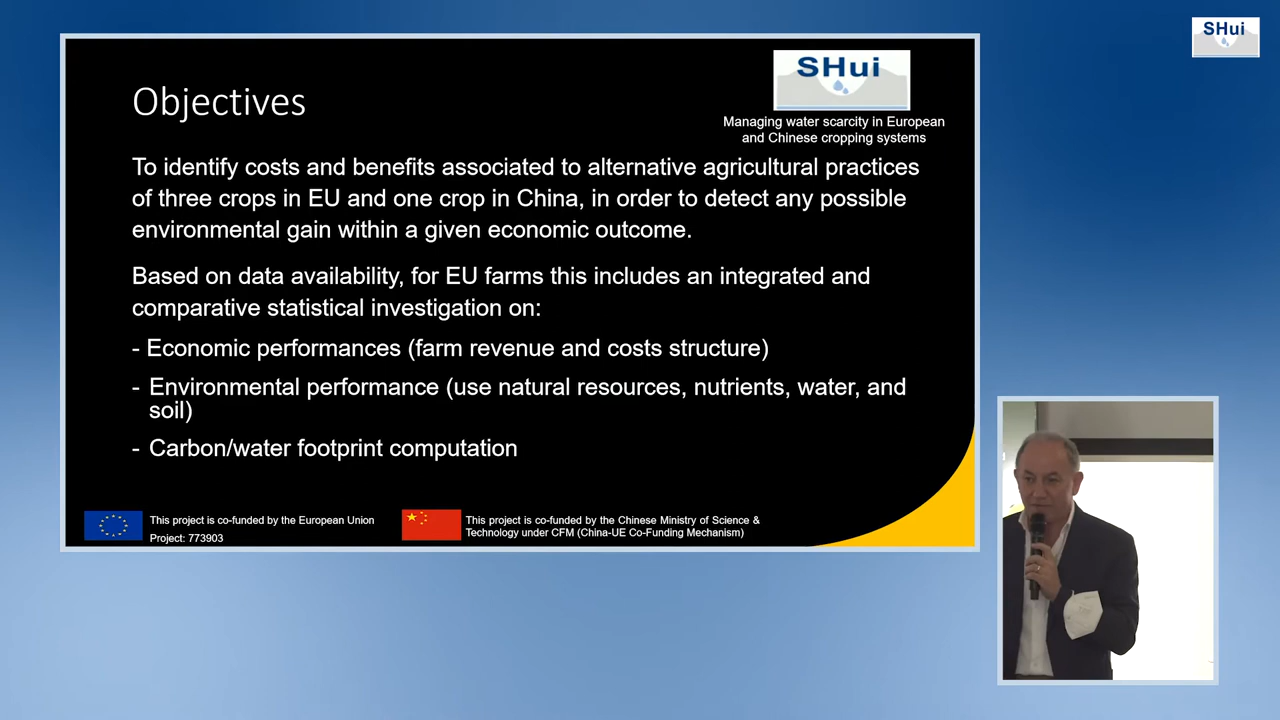 SHui
SHui
Managing water scarcity in European
and Chinese cropping systems
Objectives
To identify costs and benefits associated to alternative agricultural practices
of three crops in EU and one crop in China, in order to detect any possible
environmental gain within a given economic outcome.
Based on data availability, for EU farms this includes an integrated and
comparative statistical investigation on:
- Economic performances (farm revenue and costs structure)
- Environmental performance (use natural resources, nutrients, water, and
soil)
- Carbon/water footprint computation
This project is co-funded by the European Union
Project: 773903
This project is co-funded by the Chinese Ministry of Science &
Technology under CFM (China-UE Co-Funding Mechanism)